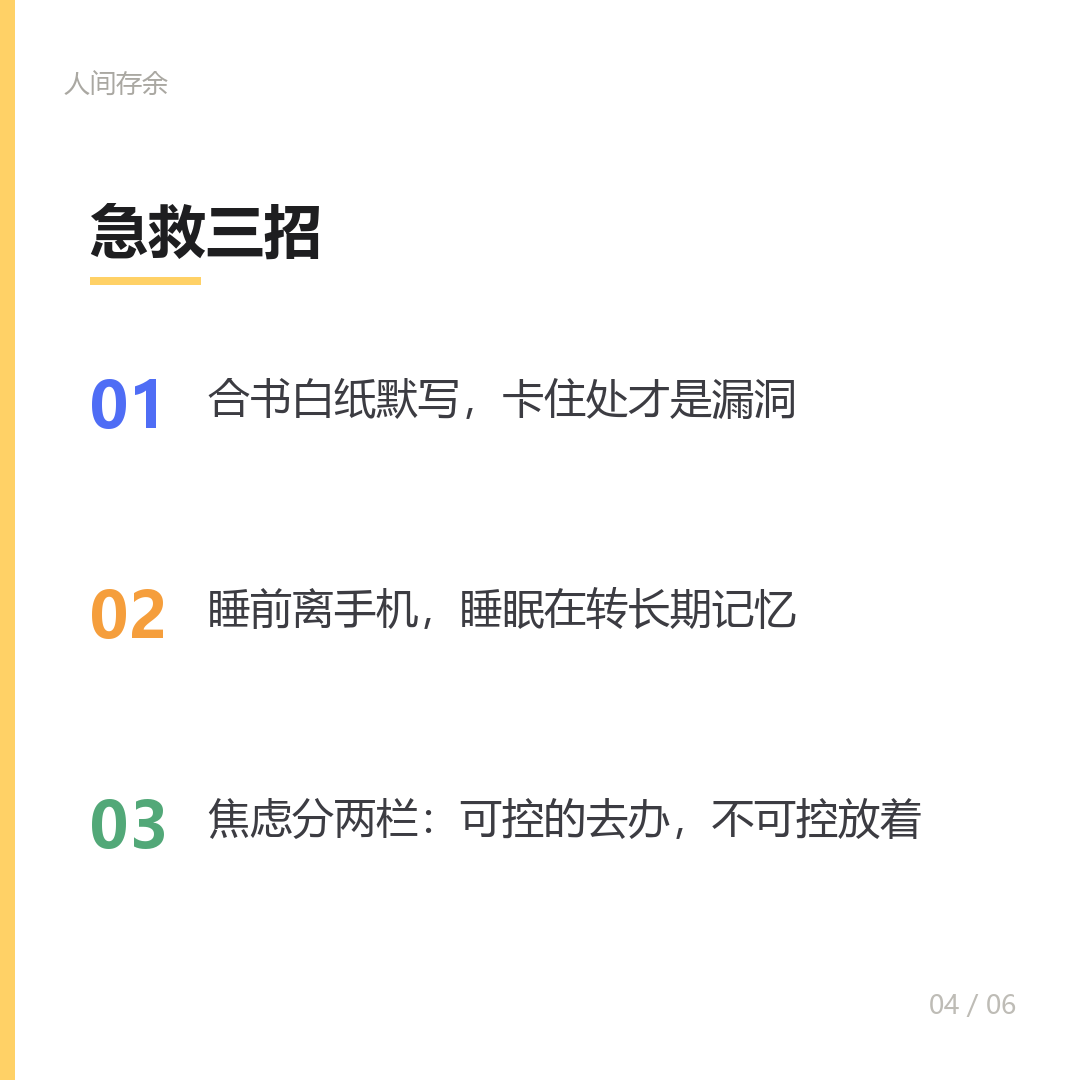 人间存余
急救三招
01 合书白纸默写，卡住处才是漏洞
02 睡前离手机，睡眠在转长期记忆
03 焦虑分两栏：可控的去办，不可控放着
04 / 06